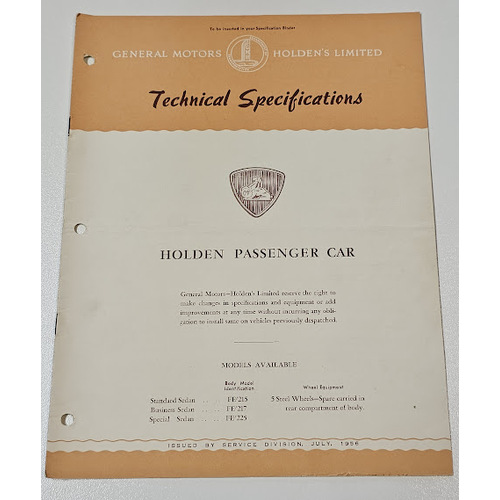 To be inserted in your Specification Binder
GENERAL MOTORS HOLDEN'S LIMITED
Technical Specifications
HOLDEN PASSENGER CAR
General Motors-Holden's Limited reserve the right to
make changes in specifications and equipment or add
improvements at any time without incurring any obli-
gation to install same on vehicles previously despatched.
MODELS AVAILABLE
Body Model Wheel Equipment
Identification
Standard Sedan .. .. FE/215 5 Steel Wheels—Spare carried in
Business Sedan .. .. FE/217 rear compartment of body.
Special Sedan .. .. FE/225
ISSUED BY SERVICE DIVISION, JULY, 1956